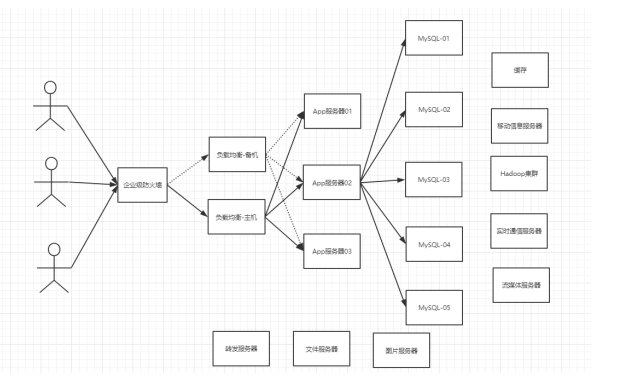 MySQL-01
缓存
App服务器01
MySQL-02
移动信息服务器
负载均衡-备机
企业级防火墙
App服务器02
MySQL-03
Hadoop集群
负载均衡-主机
App服务器03
MySQL-04
实时通信服务器
流媒体服务器
MySQL-05
转发服务器
文件服务器
图片服务器